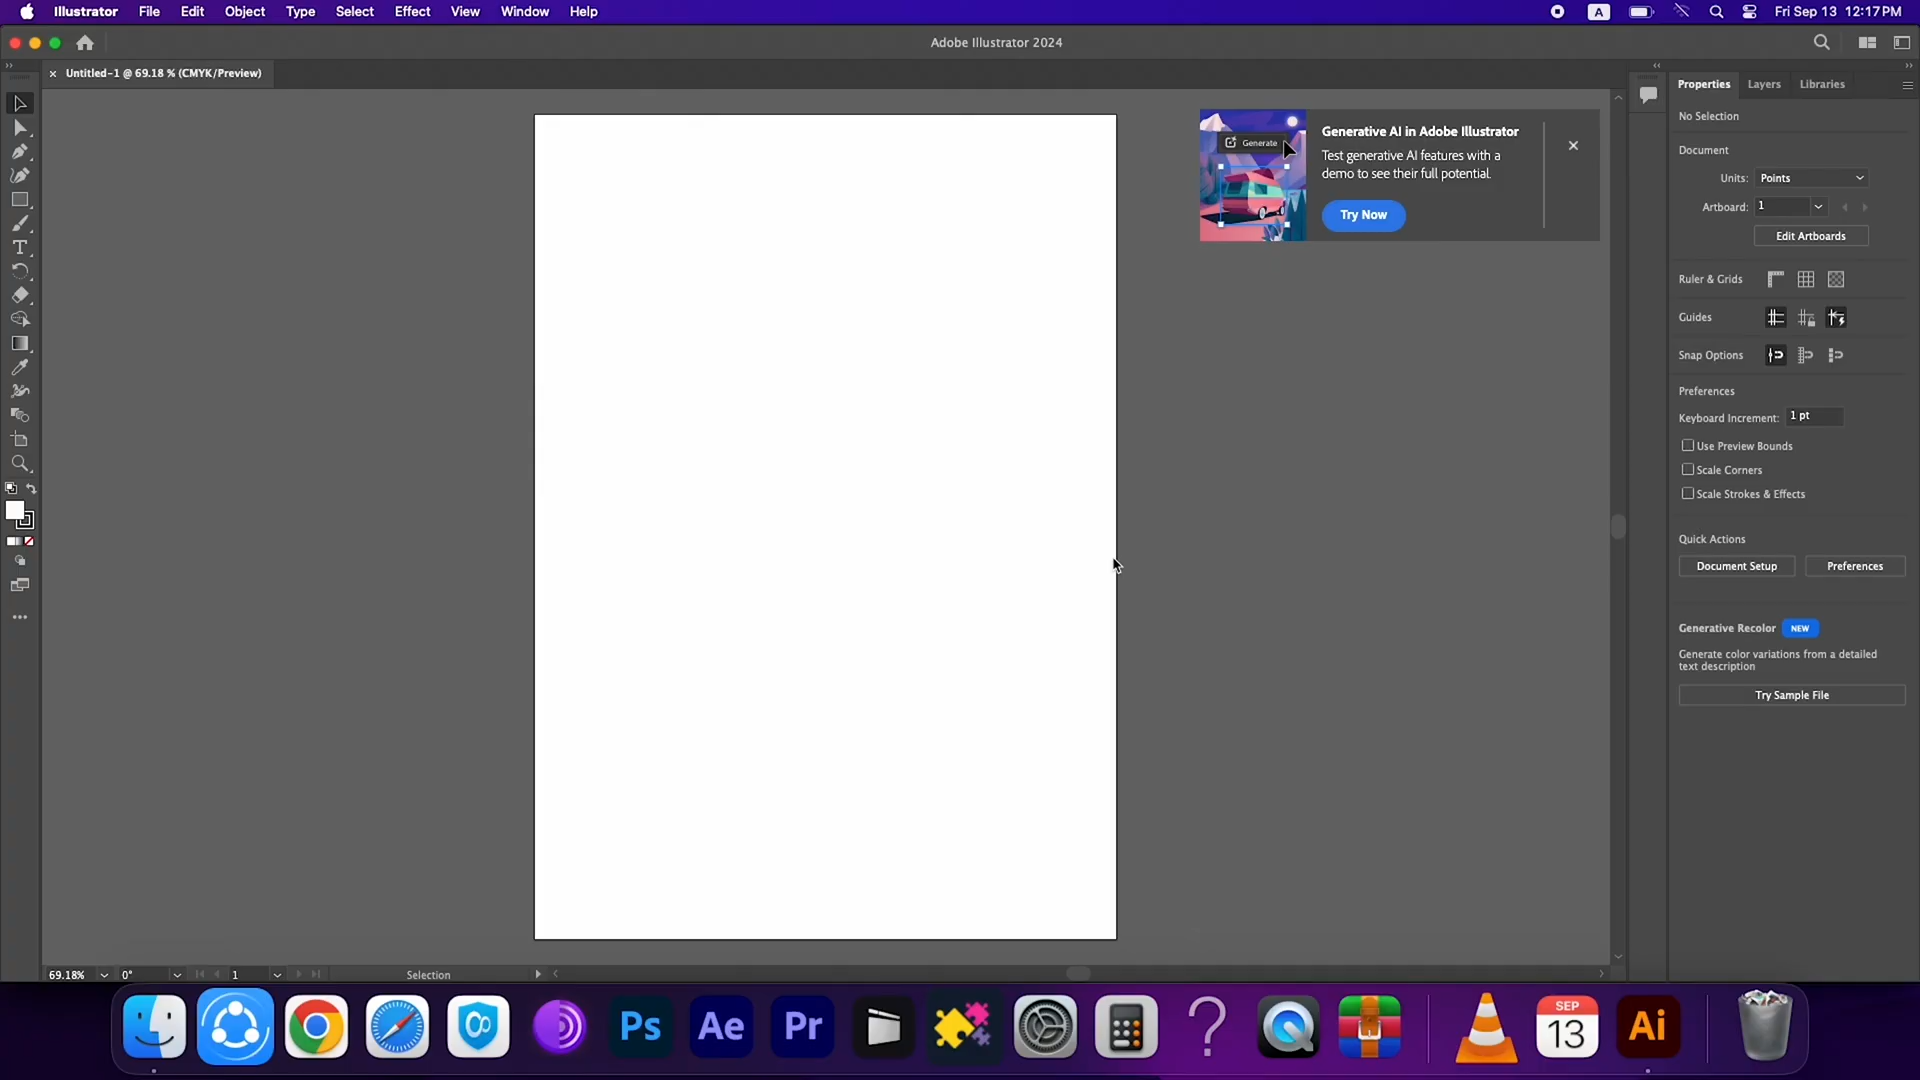 Illustrator File Edit Object Type Select Effect View Window Help
A
Fri Sep 13 12:17 PM
Adobe Illustrator 2024
Untitled-1 @ 69.18 % (CMYK/Preview)
Generate
Generative AI in Adobe Illustrator
Test generative AI features with a
demo to see their full potential.
Try Now
Properties Layers Libraries
No Selection
Document
Units: Points
Artboard: 1
Edit Artboards
Ruler & Grids
Guides
Snap Options
Preferences
Keyboard Increment: 1 pt
Use Preview Bounds
Scale Corners
Scale Strokes & Effects
Quick Actions
Document Setup Preferences
Generative Recolor NEW
Generate color variations from a detailed
text description
Try Sample File
69.18% 0° 1 Selection
Ps Ae Pr ? SEP 13 Ai